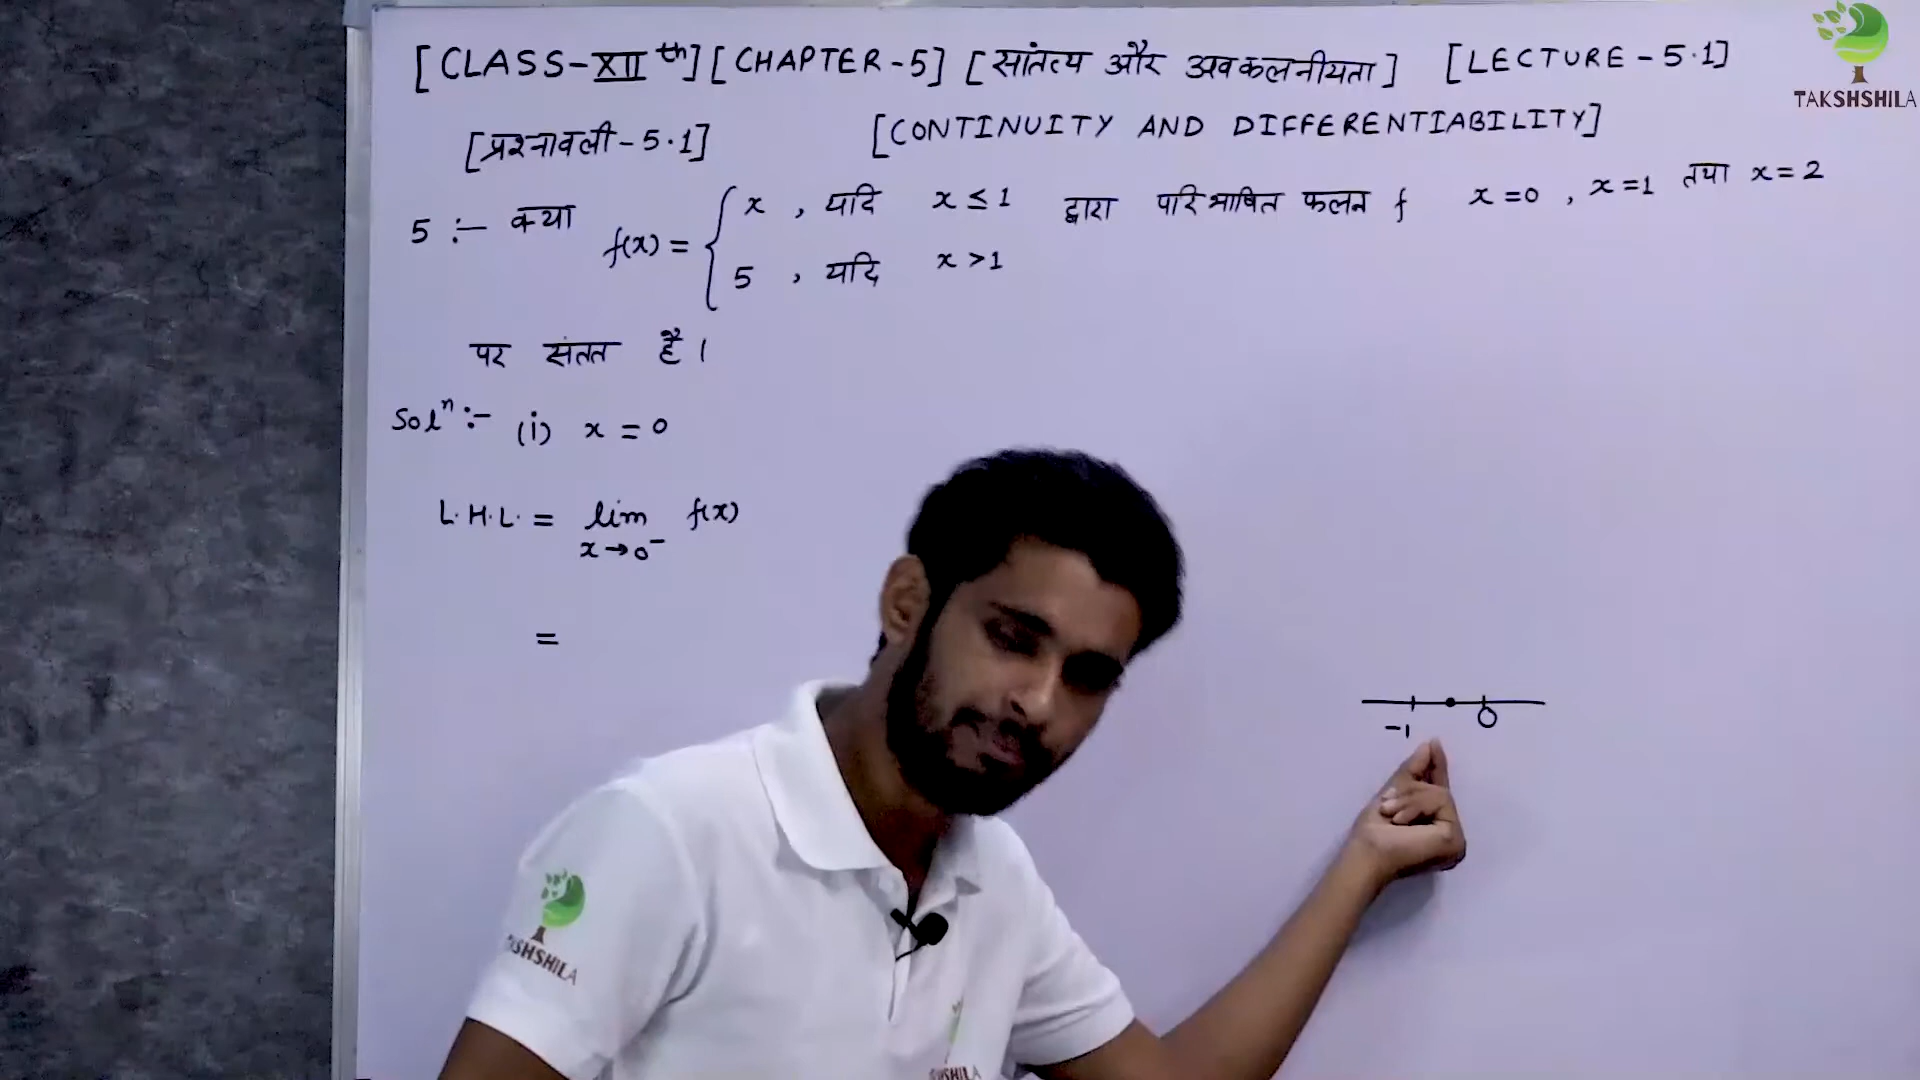 [CLASS-XII th] [CHAPTER-5] [सांतत्य और अवकलनीयता] [LECTURE-5.1]
TAKSHSHILA
[प्रश्नावली-5.1] [CONTINUITY AND DIFFERENTIABILITY]
5 :- क्या f(x) = { x , यदि x ≤ 1 द्वारा परिभाषित फलन f x=0 , x=1 तथा x=2
5 , यदि x >1
पर संतत है।
Solⁿ :- (i) x = 0
L.H.L. = lim f(x)
x→0⁻
=
-1 0
TAKSHSHILA